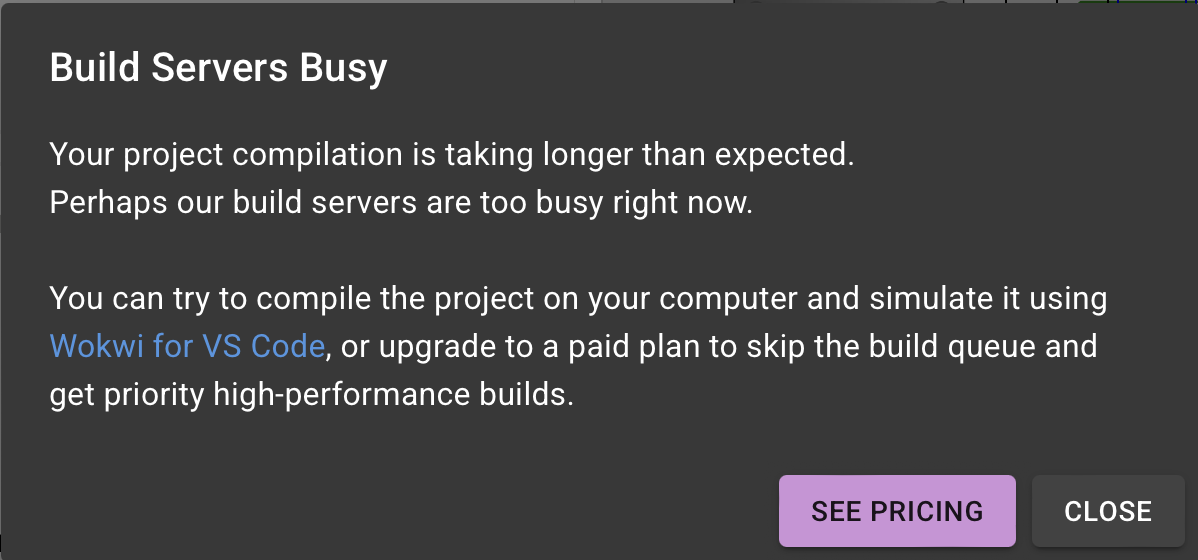 Build Servers Busy
Your project compilation is taking longer than expected.
Perhaps our build servers are too busy right now.
You can try to compile the project on your computer and simulate it using
Wokwi for VS Code, or upgrade to a paid plan to skip the build queue and
get priority high-performance builds.
SEE PRICING
CLOSE